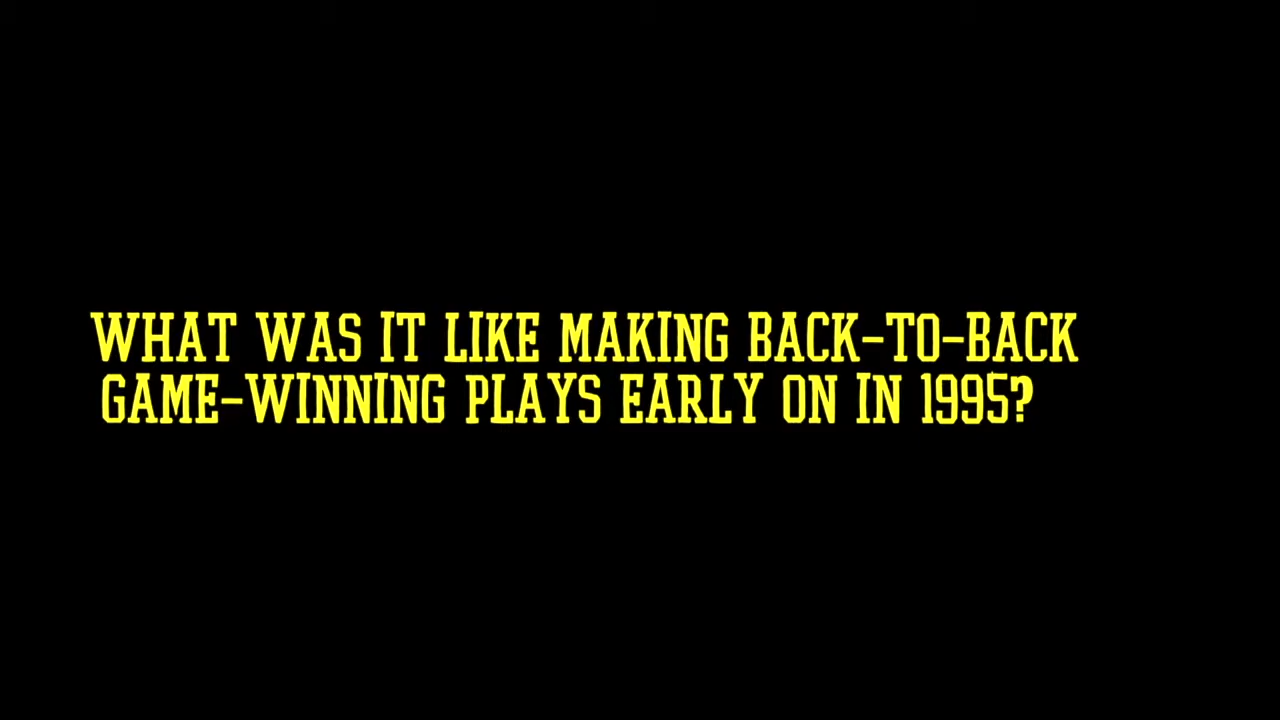 WHAT WAS IT LIKE MAKING BACK-TO-BACK
GAME-WINNING PLAYS EARLY ON IN 1995?